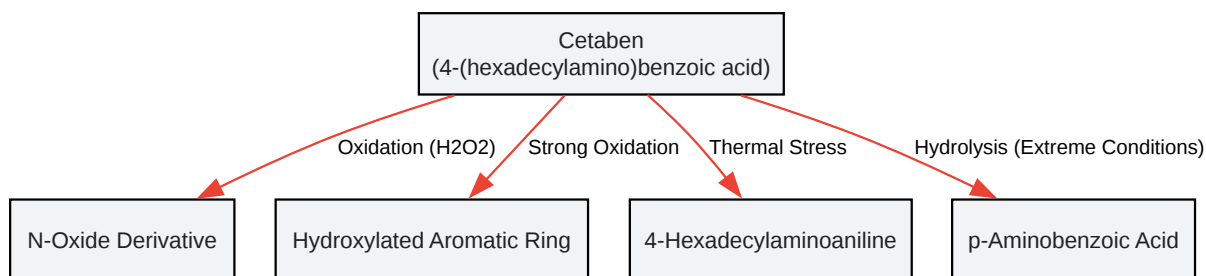 Cetaben
(4-(hexadecylamino)benzoic acid)
Oxidation (H2O2)
Strong Oxidation
Thermal Stress
Hydrolysis (Extreme Conditions)
N-Oxide Derivative
Hydroxylated Aromatic Ring
4-Hexadecylaminoaniline
p-Aminobenzoic Acid